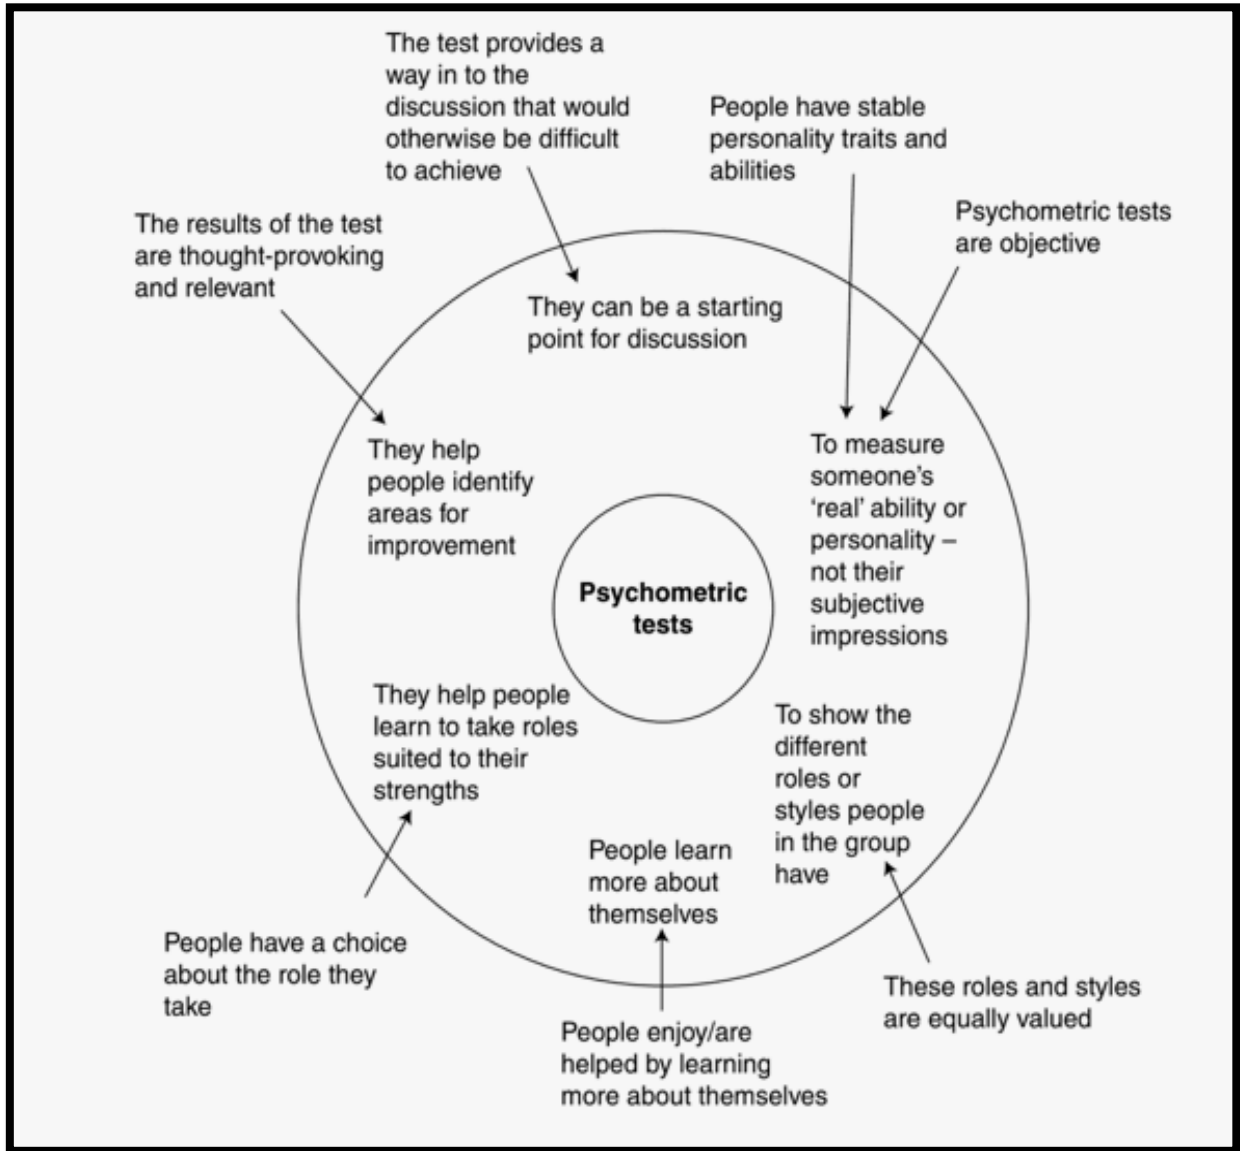 The test provides a
way in to the
discussion that would
otherwise be difficult
to achieve
People have stable
personality traits and
abilities
Psychometric tests
are objective
The results of the test
are thought-provoking
and relevant
They can be a starting
point for discussion
They help
people identify
areas for
improvement
To measure
someone's
‘real’ ability or
personality –
not their
subjective
impressions
Psychometric
tests
They help people
learn to take roles
suited to their
strengths
To show the
different
roles or
styles people
in the group
have
People learn
more about
themselves
People have a choice
about the role they
take
These roles and styles
are equally valued
People enjoy/are
helped by learning
more about themselves